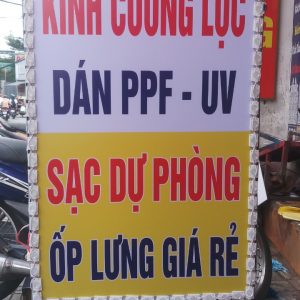 KÍNH CƯỜNG LỰC
DÁN PPF - UV
SẠC DỰ PHÒNG
ỐP LƯNG GIÁ RẺ